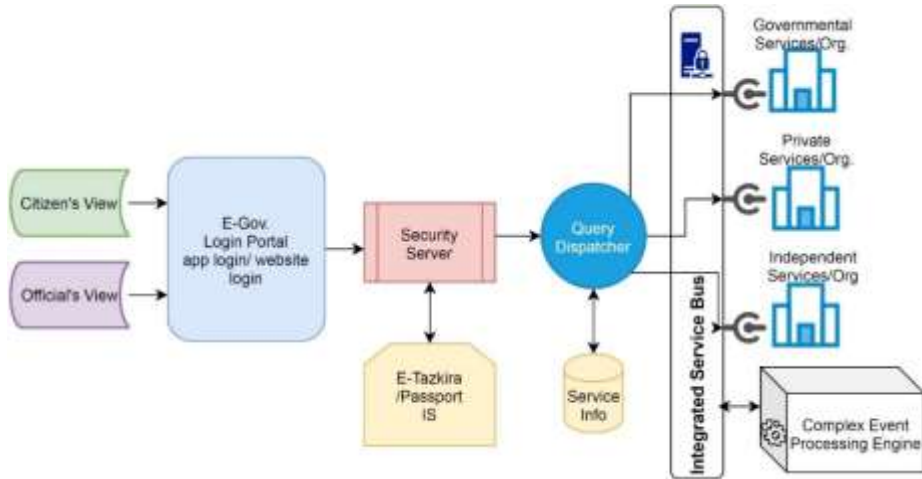 Governmental
Services/Org.
Private
Services/Org.
Independent
Services/Org
Citizen's View
Official's View
E-Gov.
Login Portal
app login/ website
login
Security
Server
Query
Dispatcher
E-Tazkira
/Passport
IS
Service
Info
Integrated Service Bus
Complex Event
Processing Engine